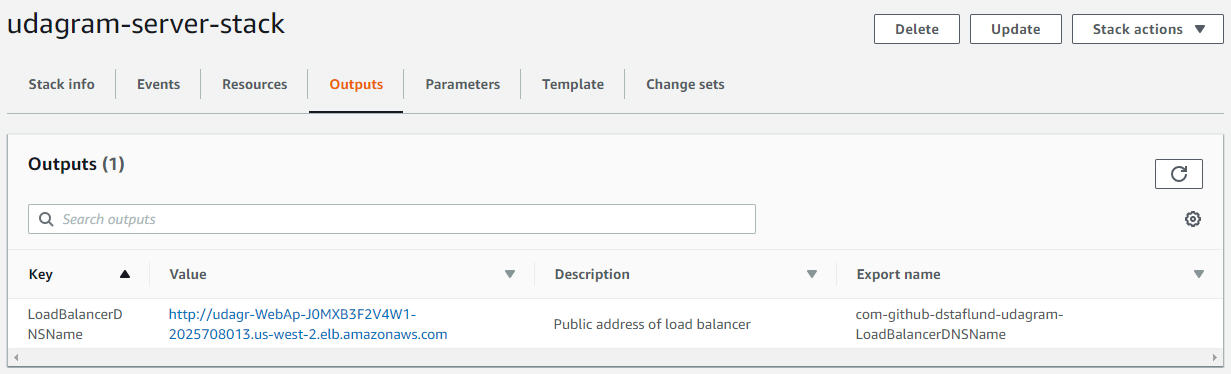 udagram-server-stack
Delete
Update
Stack actions
Stack info
Events
Resources
Outputs
Parameters
Template
Change sets
Outputs (1)
Search outputs
Key
Value
Description
Export name
LoadBalancerD
NSName
http://udagr-WebAp-J0MXB3F2V4W1-
2025708013.us-west-2.elb.amazonaws.com
Public address of load balancer
com-github-dstaflund-udagram-
LoadBalancerDNSName